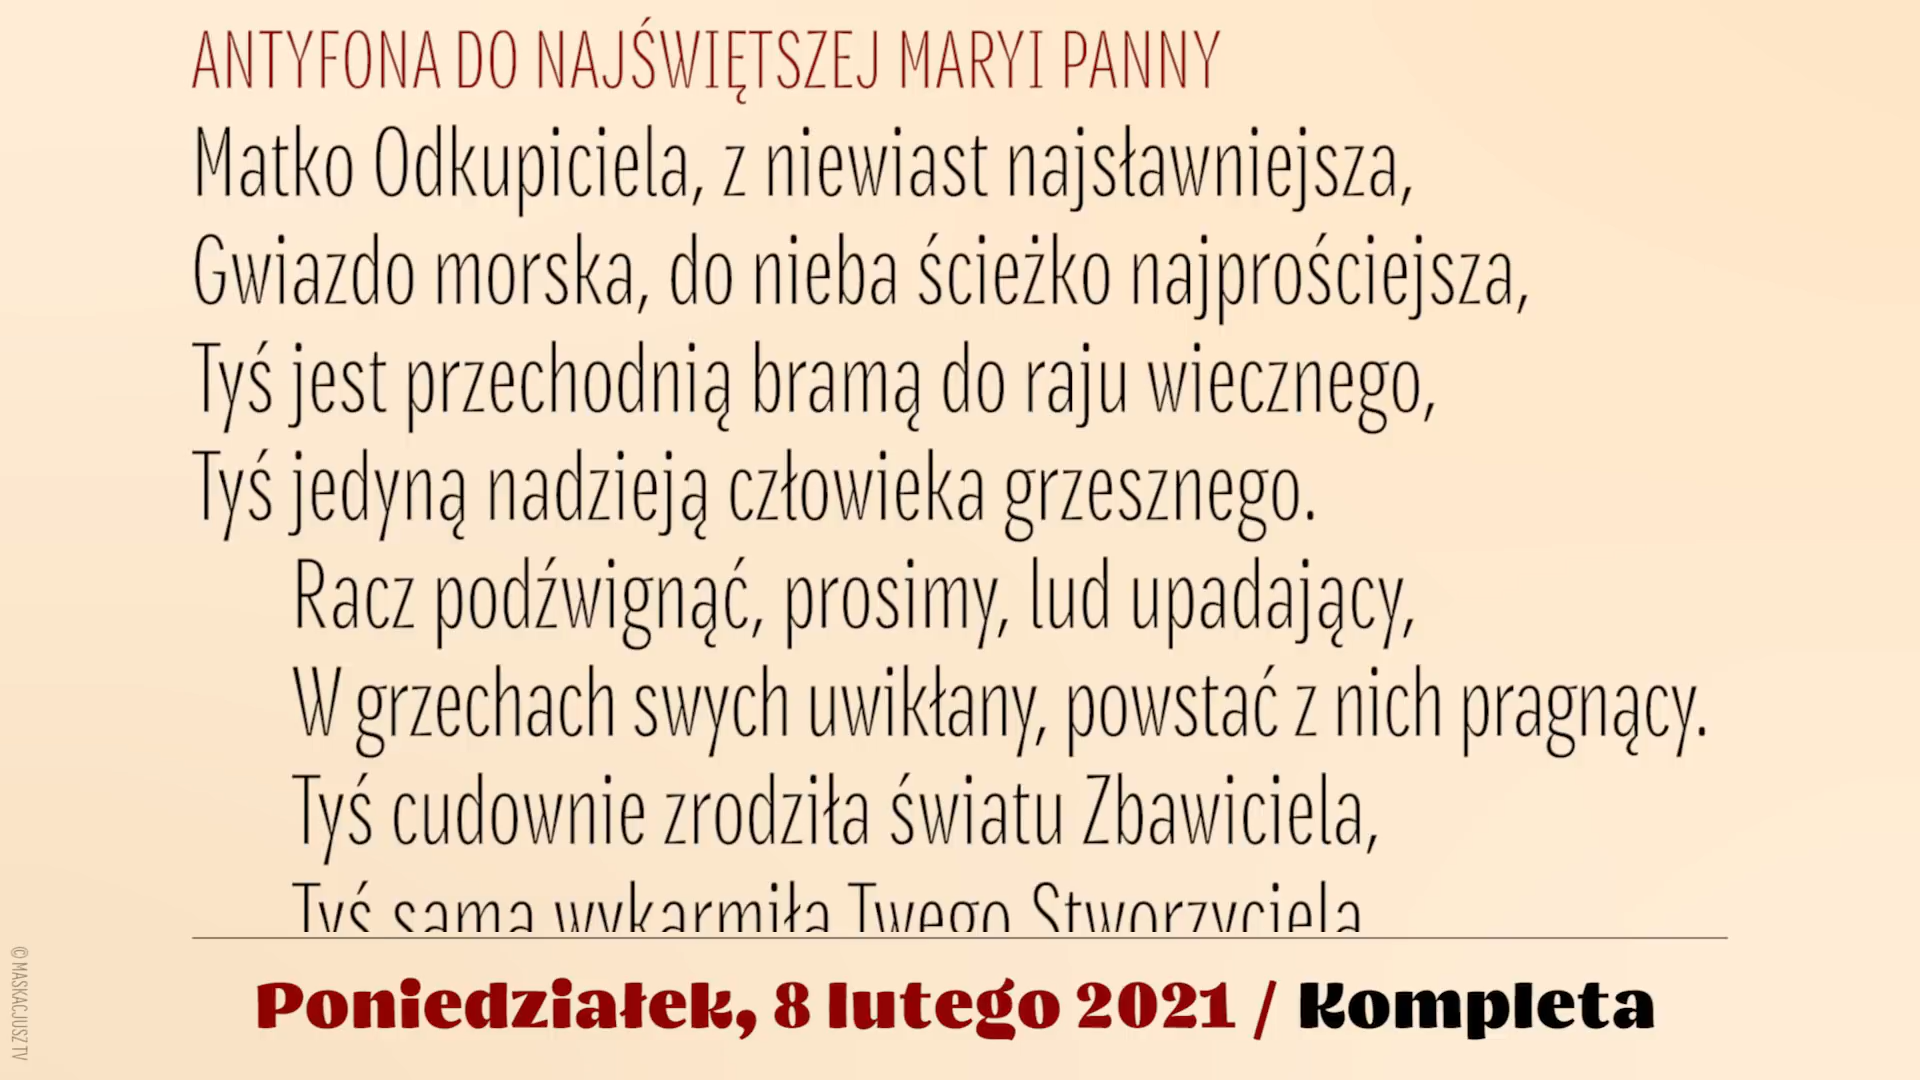 ANTYFONA DO NAJŚWIĘTSZEJ MARYI PANNY
Matko Odkupiciela, z niewiast najsławniejsza,
Gwiazdo morska, do nieba ścieżko najprościejsza,
Tyś jest przechodnią bramą do raju wiecznego,
Tyś jedyną nadzieją człowieka grzesznego.
Racz podźwignąć, prosimy, lud upadający,
W grzechach swych uwikłany, powstać z nich pragnący.
Tyś cudownie zrodziła światu Zbawiciela,
Tyś sama wykarmiła Twego Stworzyciela
Poniedziałek, 8 lutego 2021 / Kompleta
© MASKACJUSZ TV